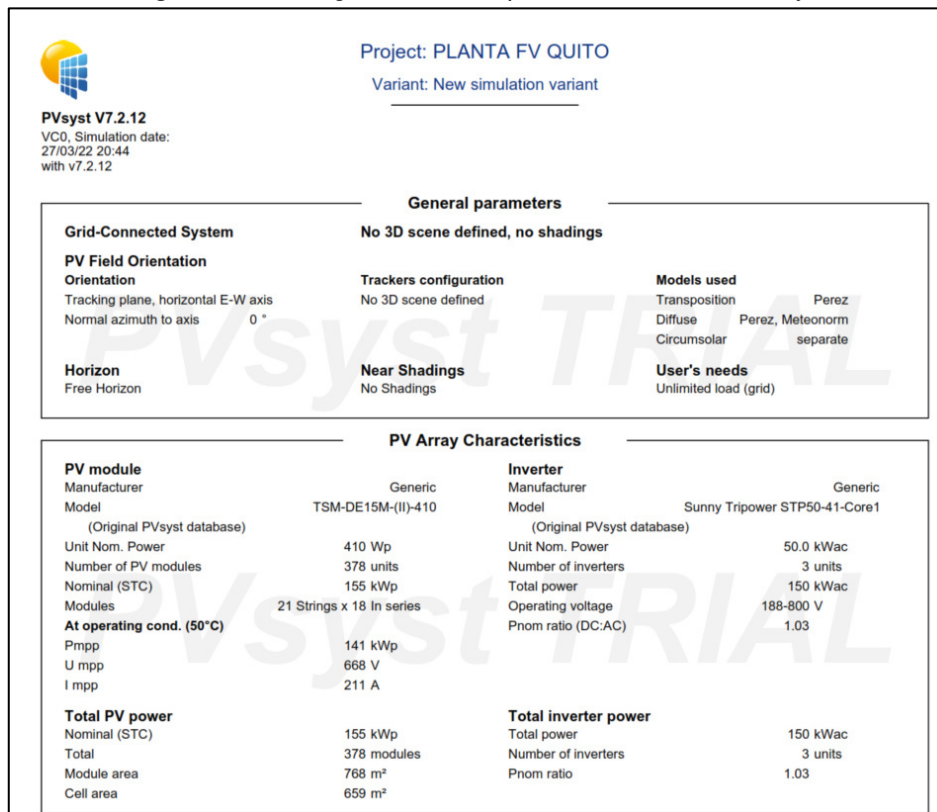 Project: PLANTA FV QUITO
Variant: New simulation variant
PVsyst V7.2.12
VC0, Simulation date:
27/03/22 20:44
with v7.2.12
General parameters
Grid-Connected System No 3D scene defined, no shadings
PV Field Orientation
Orientation Trackers configuration Models used
Tracking plane, horizontal E-W axis No 3D scene defined Transposition Perez
Normal azimuth to axis 0 ° Diffuse Perez, Meteonorm
Circumsolar separate
Horizon Near Shadings User's needs
Free Horizon No Shadings Unlimited load (grid)
PVsyst TRIAL
PV Array Characteristics
PV module Inverter
Manufacturer Generic Manufacturer Generic
Model TSM-DE15M-(II)-410 Model Sunny Tripower STP50-41-Core1
(Original PVsyst database) (Original PVsyst database)
Unit Nom. Power 410 Wp Unit Nom. Power 50.0 kWac
Number of PV modules 378 units Number of inverters 3 units
Nominal (STC) 155 kWp Total power 150 kWac
Modules 21 Strings x 18 In series Operating voltage 188-800 V
At operating cond. (50°C) Pnom ratio (DC:AC) 1.03
Pmpp 141 kWp
U mpp 668 V
I mpp 211 A
PVsyst TRIAL
Total PV power Total inverter power
Nominal (STC) 155 kWp Total power 150 kWac
Total 378 modules Number of inverters 3 units
Module area 768 m² Pnom ratio 1.03
Cell area 659 m²